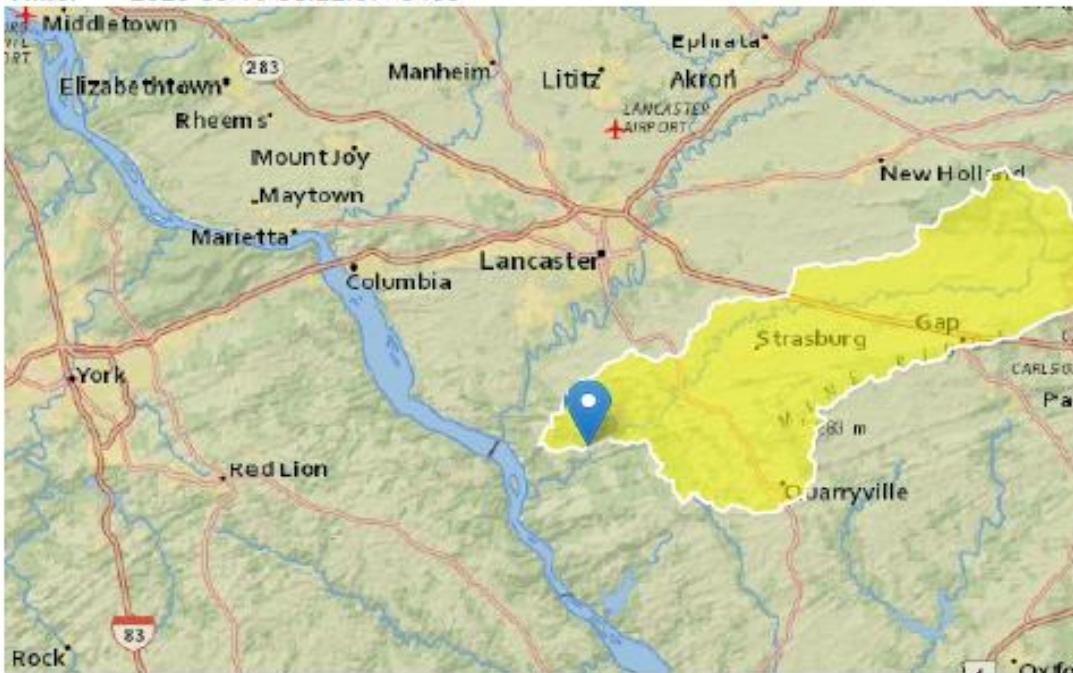 Middletown
Ephrata
283
Manheim
Lititz
Akron
Elizabethtown
LANCASTER
AIRPORT
Rheems
Mount Joy
New Holland
Maytown
Marietta
Lancaster
Columbia
Gap
Strasburg
York
83 m
Red Lion
Quarryville
83
Rock